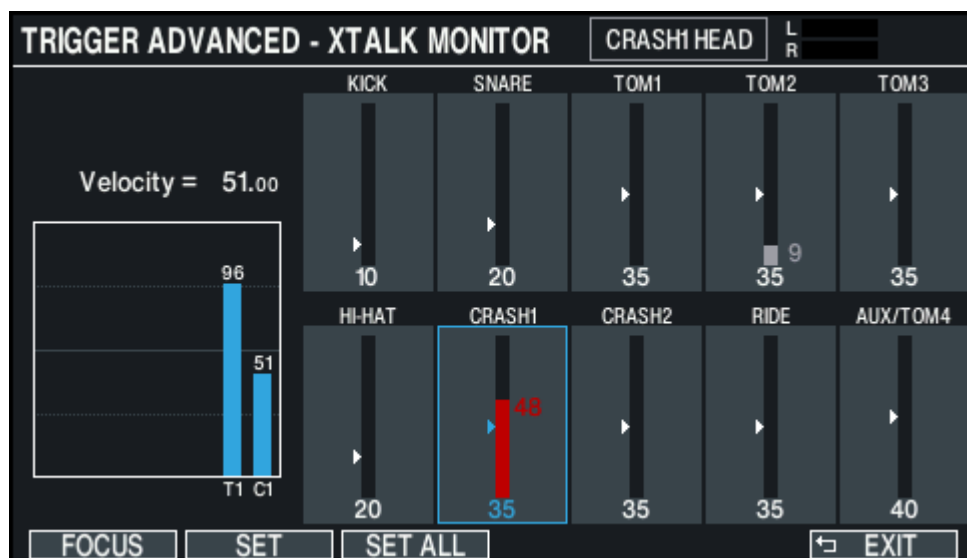 TRIGGER ADVANCED - XTALK MONITOR CRASH1 HEAD L
R
KICK SNARE TOM1 TOM2 TOM3
Velocity = 51.00
9
10 20 35 35 35
96
51
T1 C1
HI-HAT CRASH1 CRASH2 RIDE AUX/TOM4
48
20 35 35 35 40
FOCUS SET SET ALL EXIT